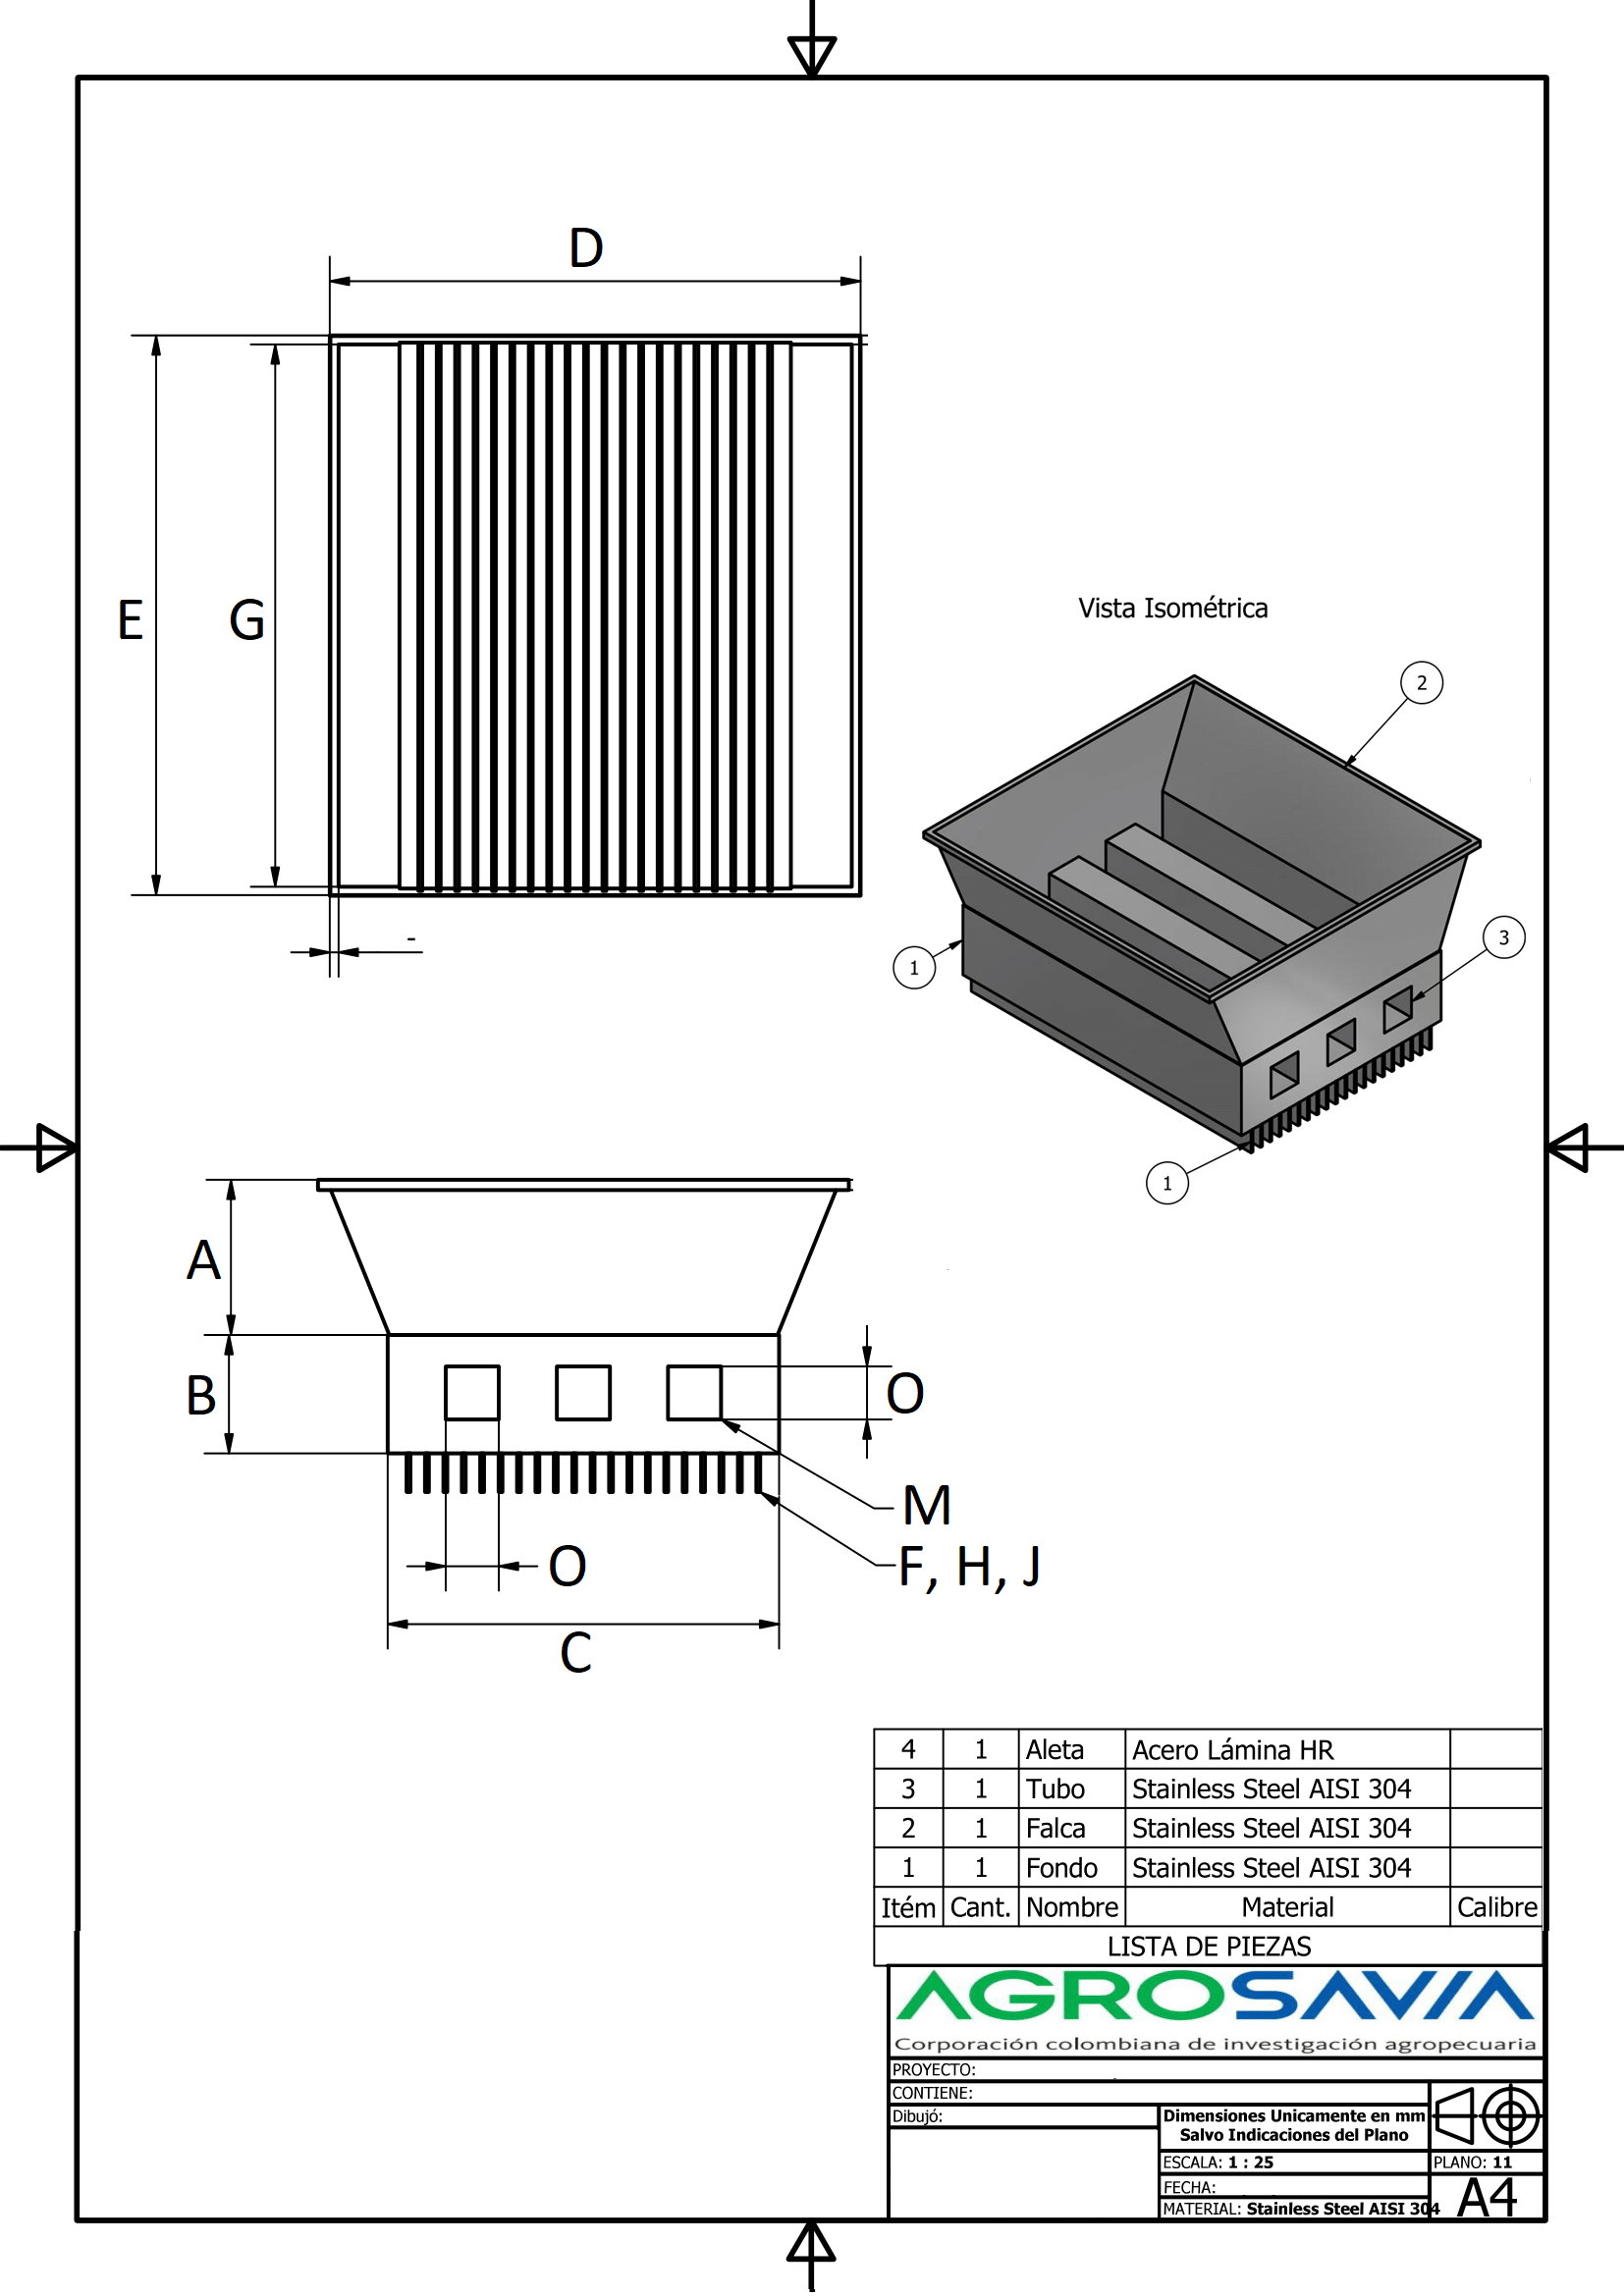 D
E
G
-
Vista Isométrica
2
3
1
1
A
B
O
M
F, H, J
O
C
4 1 Aleta Acero Lámina HR
3 1 Tubo Stainless Steel AISI 304
2 1 Falca Stainless Steel AISI 304
1 1 Fondo Stainless Steel AISI 304
Itém Cant. Nombre Material Calibre
LISTA DE PIEZAS
AGROSAVIA
Corporación colombiana de investigación agropecuaria
PROYECTO:
CONTIENE:
Dibujó:
Dimensiones Unicamente en mm
Salvo Indicaciones del Plano
ESCALA: 1 : 25
PLANO: 11
FECHA:
MATERIAL: Stainless Steel AISI 304
A4